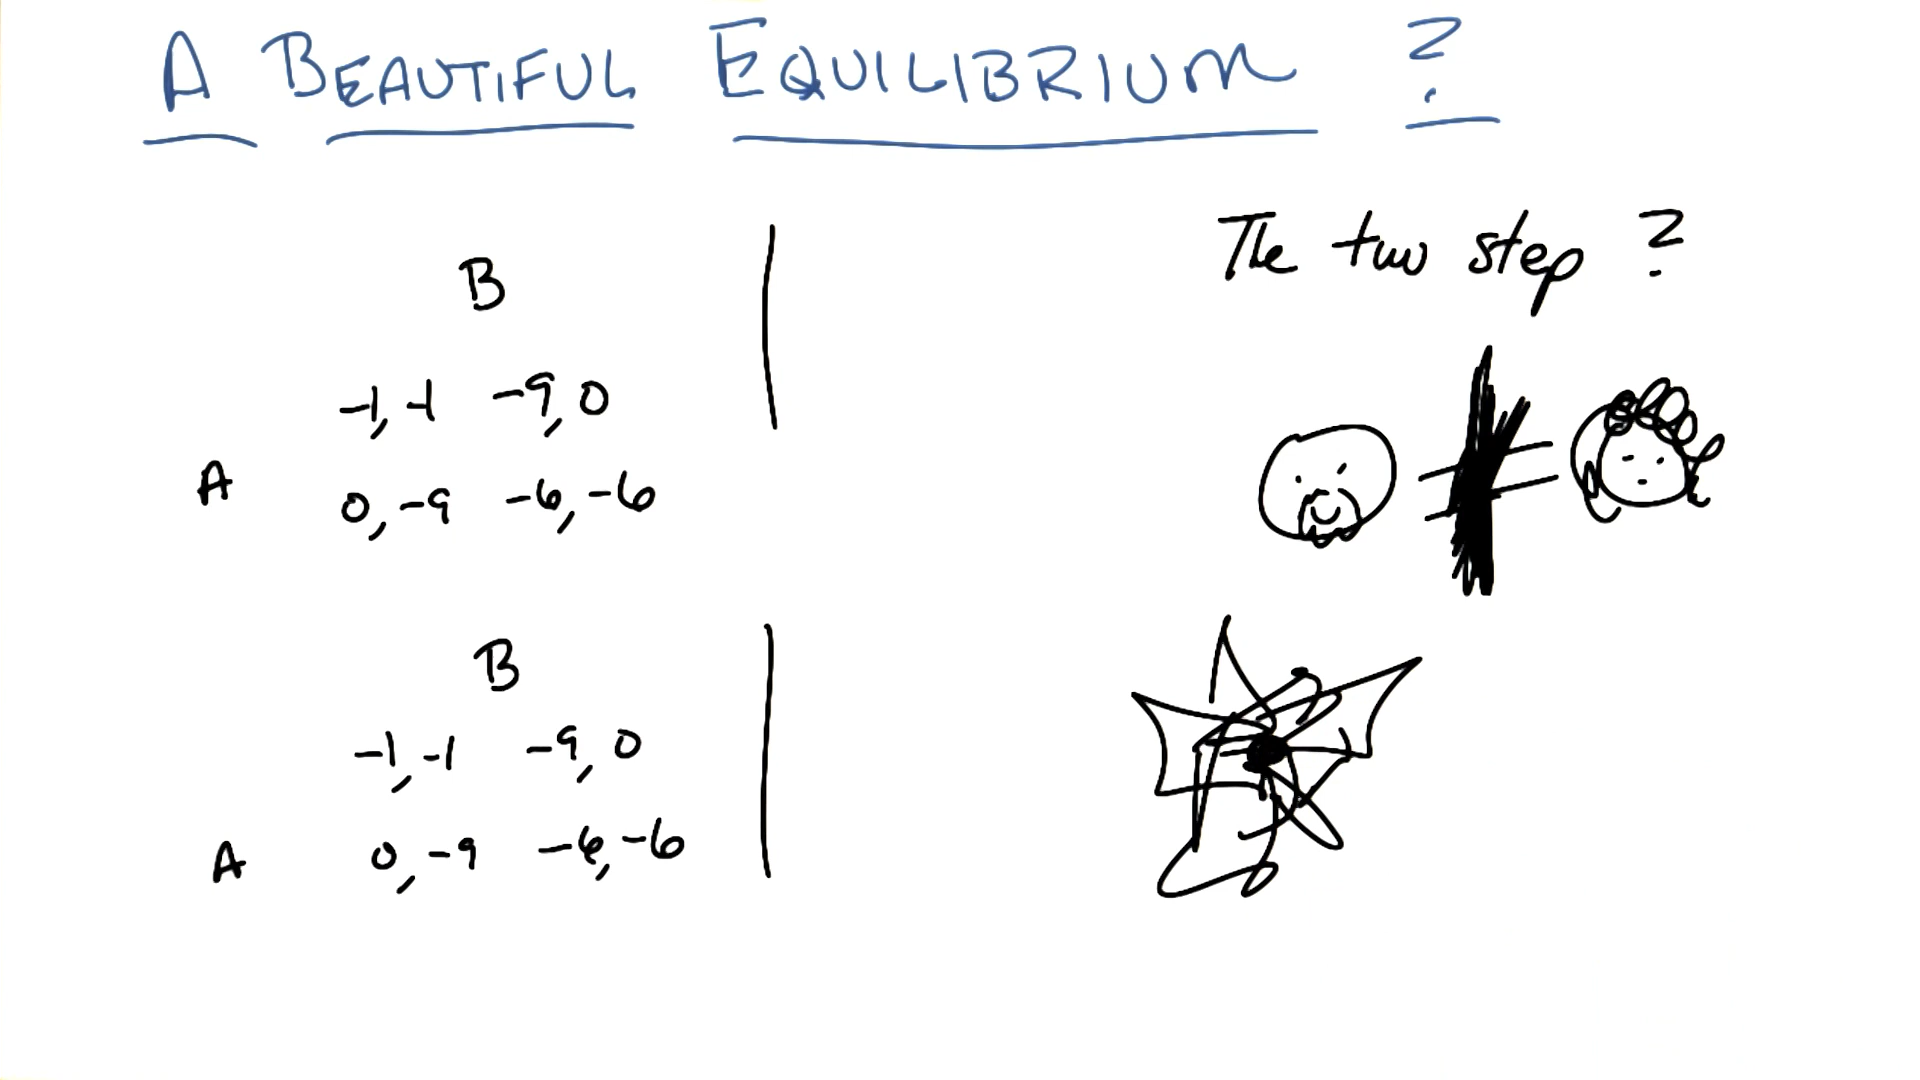 A BEAUTIFUL EQUILIBRIUM ?
The two step ?
B
-1, -1 -9, 0
A
0, -9 -6, -6
B
-1, -1 -9, 0
A 0, -9 -6, -6